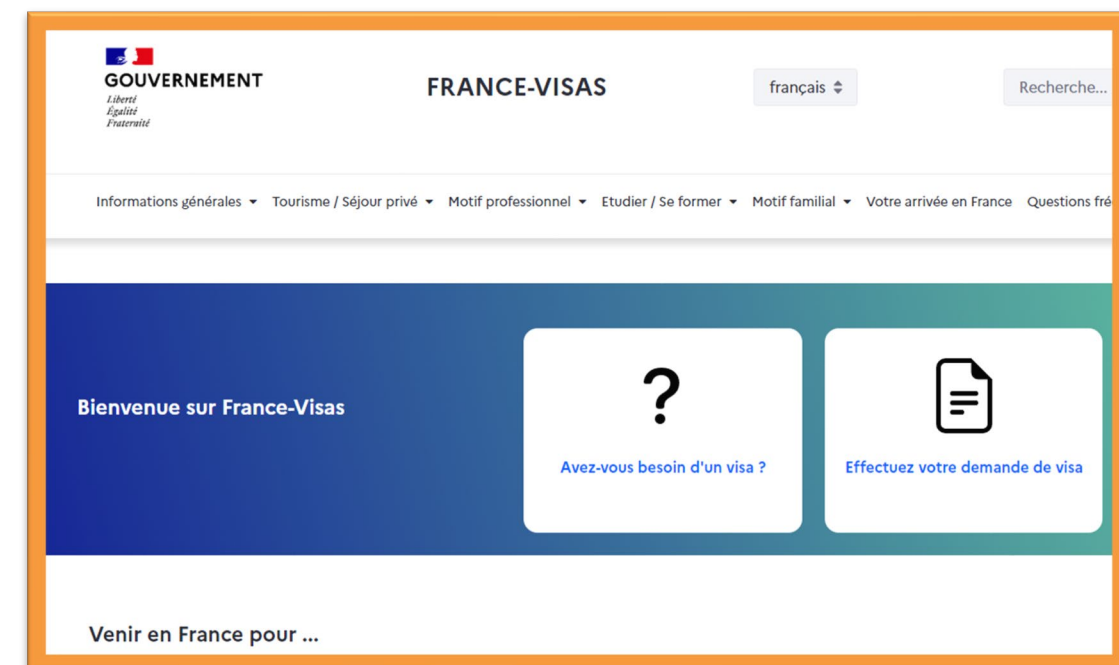 GOUVERNEMENT
Liberté
Égalité
Fraternité
FRANCE-VISAS
français
Recherche...
Informations générales Tourisme / Séjour privé Motif professionnel Etudier / Se former Motif familial Votre arrivée en France Questions fré
Bienvenue sur France-Visas
?
Avez-vous besoin d'un visa ?
Effectuez votre demande de visa
Venir en France pour ...